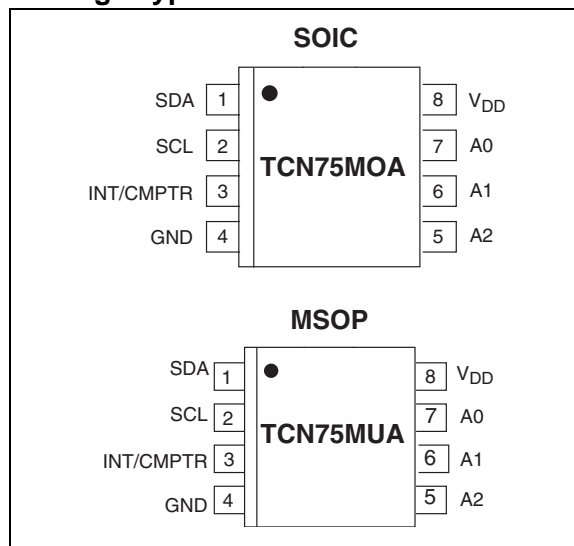 SOIC
SDA 1 8 VDD
SCL 2 7 A0
TCN75MOA
INT/CMPTR 3 6 A1
GND 4 5 A2
MSOP
SDA 1 8 VDD
SCL 2 7 A0
TCN75MUA
INT/CMPTR 3 6 A1
GND 4 5 A2